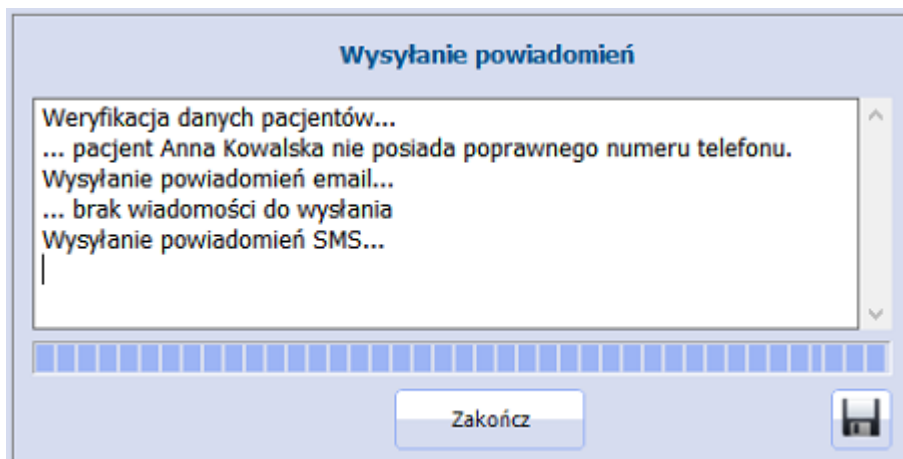 Wysyłanie powiadomień
Weryfikacja danych pacjentów...
... pacjent Anna Kowalska nie posiada poprawnego numeru telefonu.
Wysyłanie powiadomień email...
... brak wiadomości do wysłania
Wysyłanie powiadomień SMS...
Zakończ